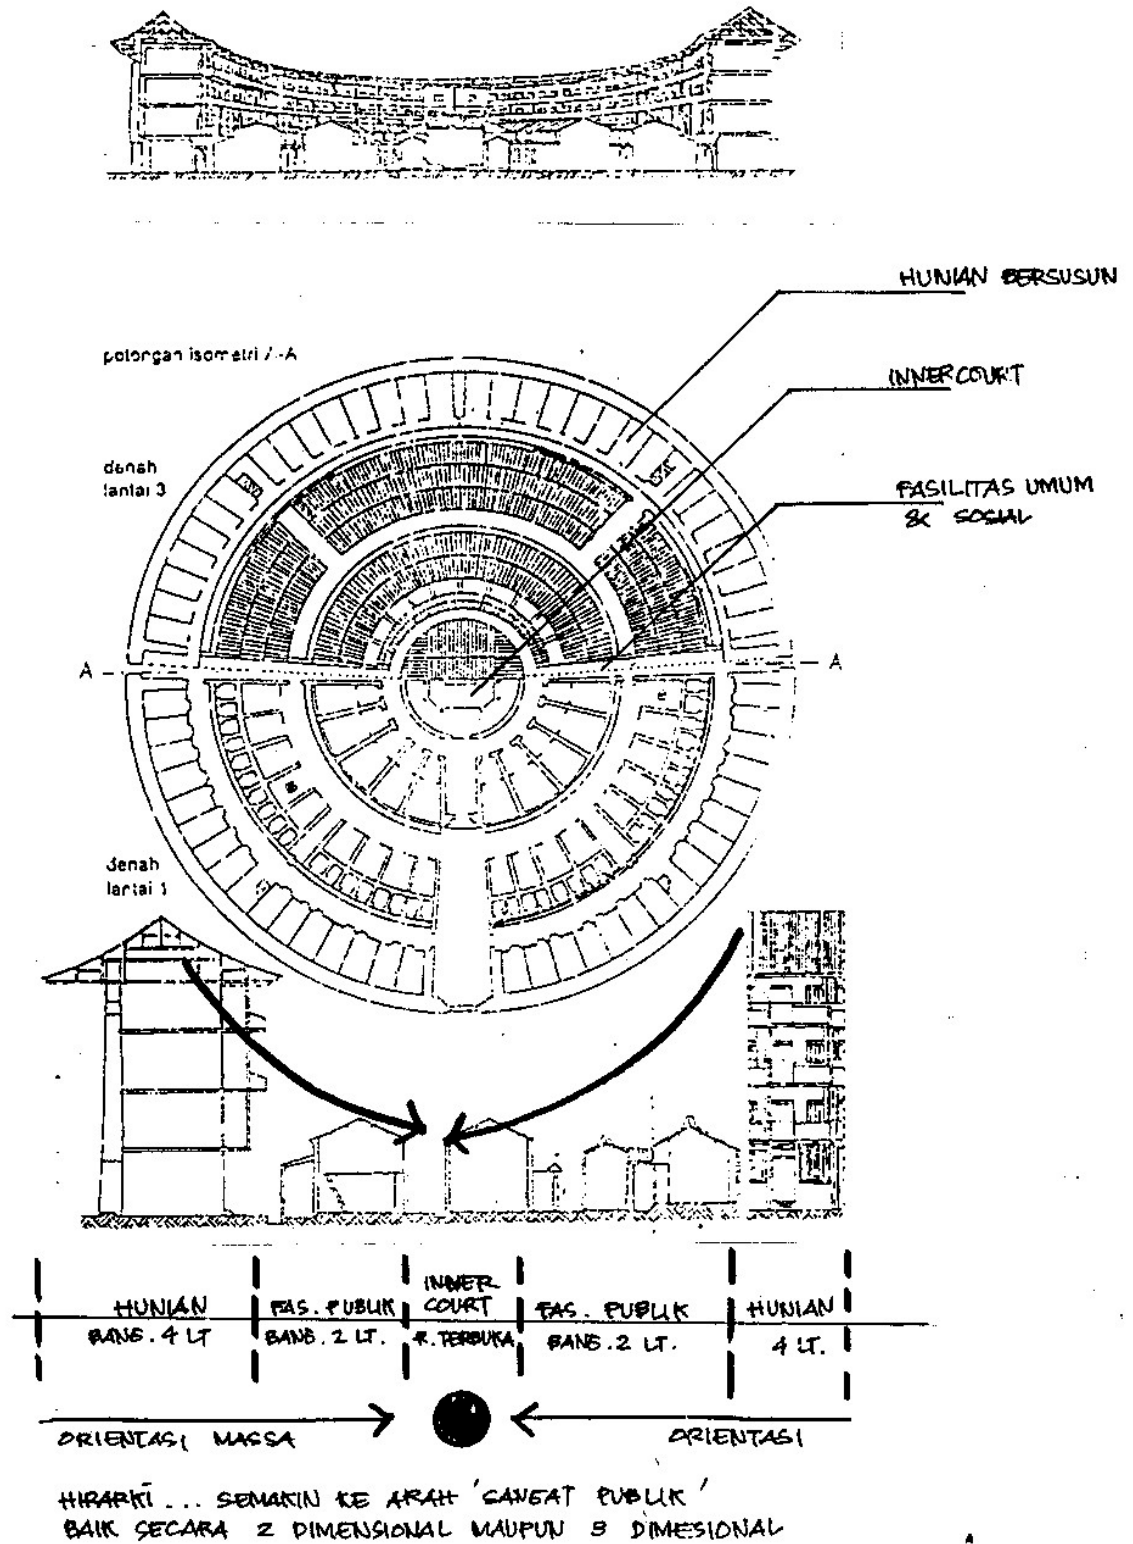 HUNIAN BERSUSUN
potongan isometri A-A
INNERCOURT
denah
lantai 3
FASILITAS UMUM
& SOSIAL
A
A
denah
lantai 1
HUNIAN
BANG. 4 LT
FAS. PUBLIK
BANG. 2 LT.
INNER
COURT
R. TERBUKA
FAS. PUBLIK
BANG. 2 LT.
HUNIAN
4 LT.
ORIENTASI MASSA
ORIENTASI
HIRARKI ... SEMAKIN KE ARAH 'SANGAT PUBLIK'
BAIK SECARA 2 DIMENSIONAL MAUPUN 3 DIMESIONAL